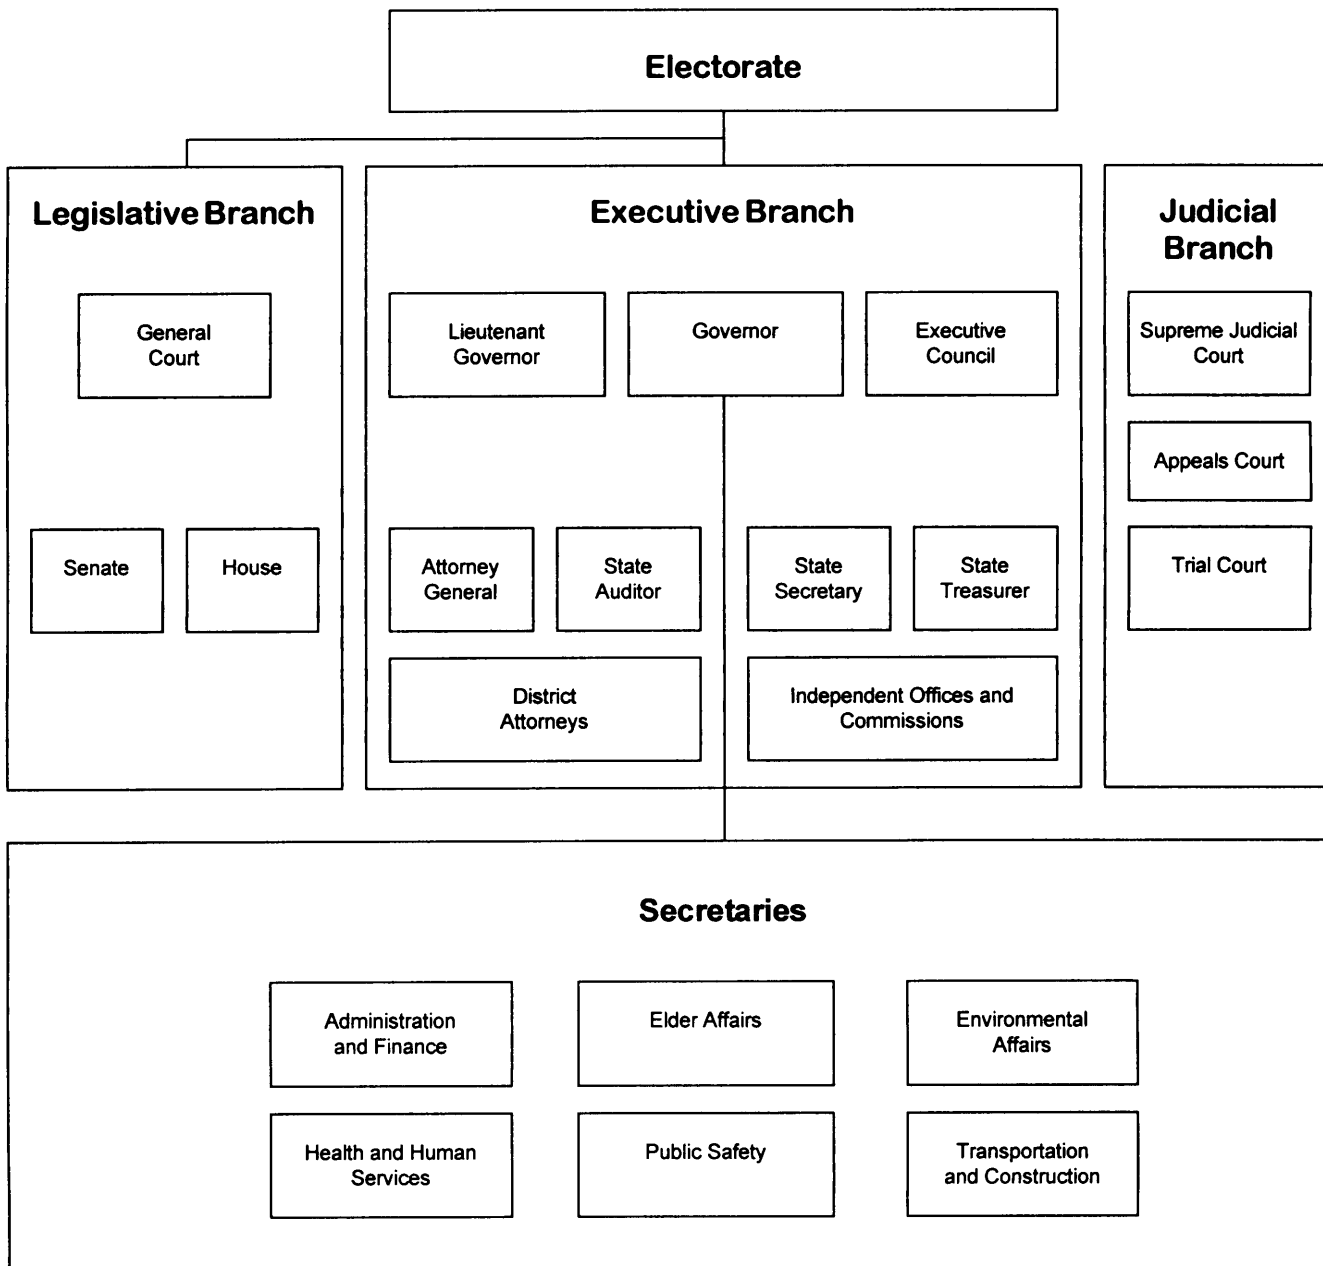 Electorate
Legislative Branch
General
Court
Senate
House
Executive Branch
Lieutenant
Governor
Governor
Executive
Council
Attorney
General
State
Auditor
State
Secretary
State
Treasurer
District
Attorneys
Independent Offices and
Commissions
Judicial
Branch
Supreme Judicial
Court
Appeals Court
Trial Court
Secretaries
Administration
and Finance
Elder Affairs
Environmental
Affairs
Health and Human
Services
Public Safety
Transportation
and Construction